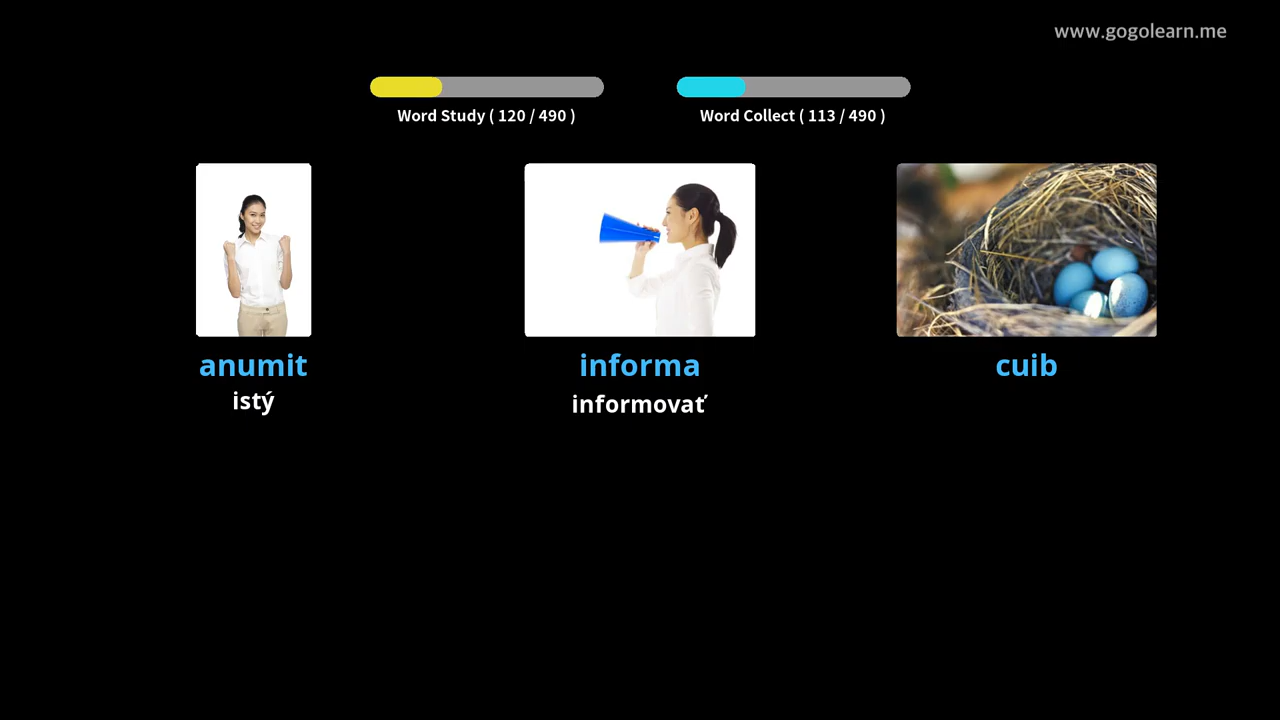 www.gogolearn.me
Word Study ( 120 / 490 )
Word Collect ( 113 / 490 )
anumit
istý
informa
informovať
cuib